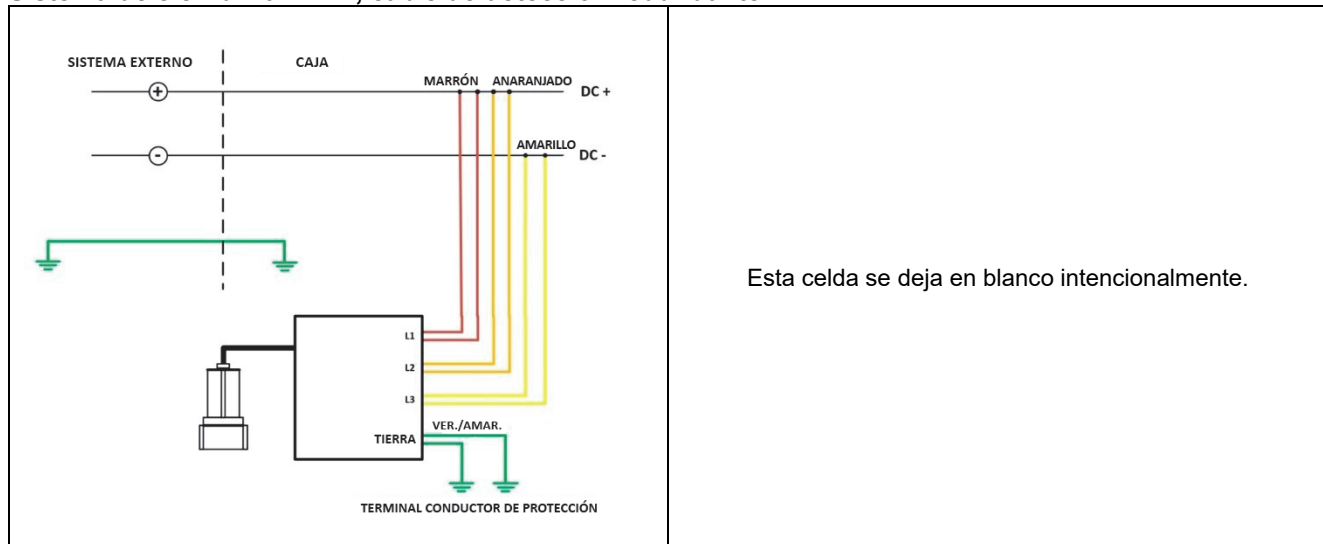 SISTEMA EXTERNO
CAJA
MARRÓN ANARANJADO
+
DC +
AMARILLO
-
DC -
L1
L2
L3
VER./AMAR.
TIERRA
TERMINAL CONDUCTOR DE PROTECCIÓN
Esta celda se deja en blanco intencionalmente.